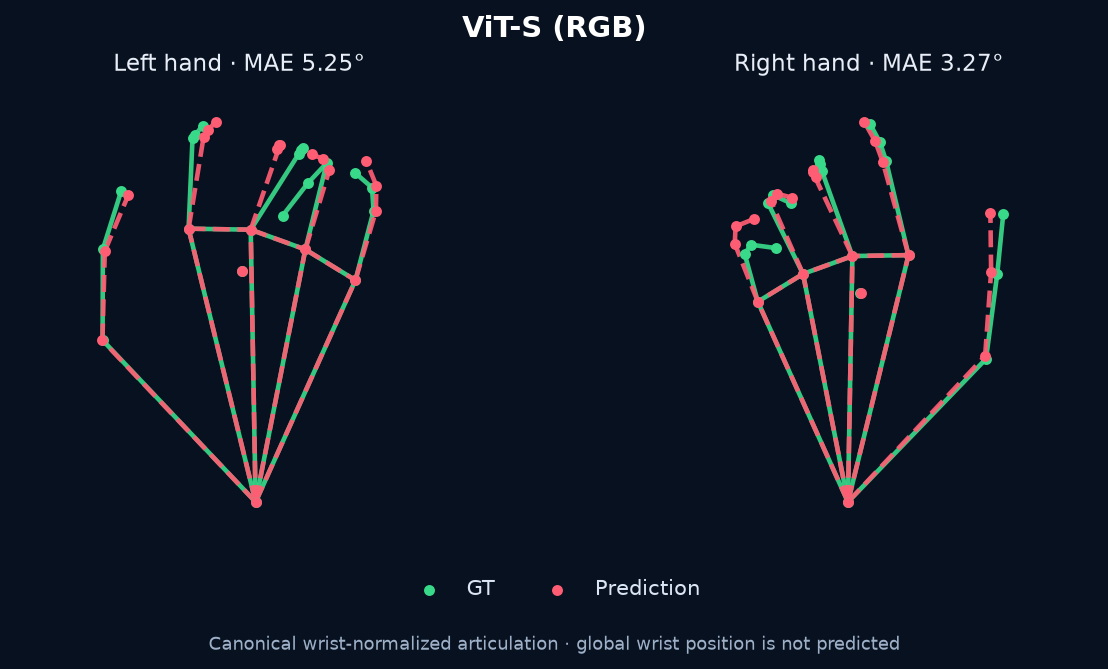 ViT-S (RGB)
Left hand · MAE 5.25°
Right hand · MAE 3.27°
GT
Prediction
Canonical wrist-normalized articulation · global wrist position is not predicted